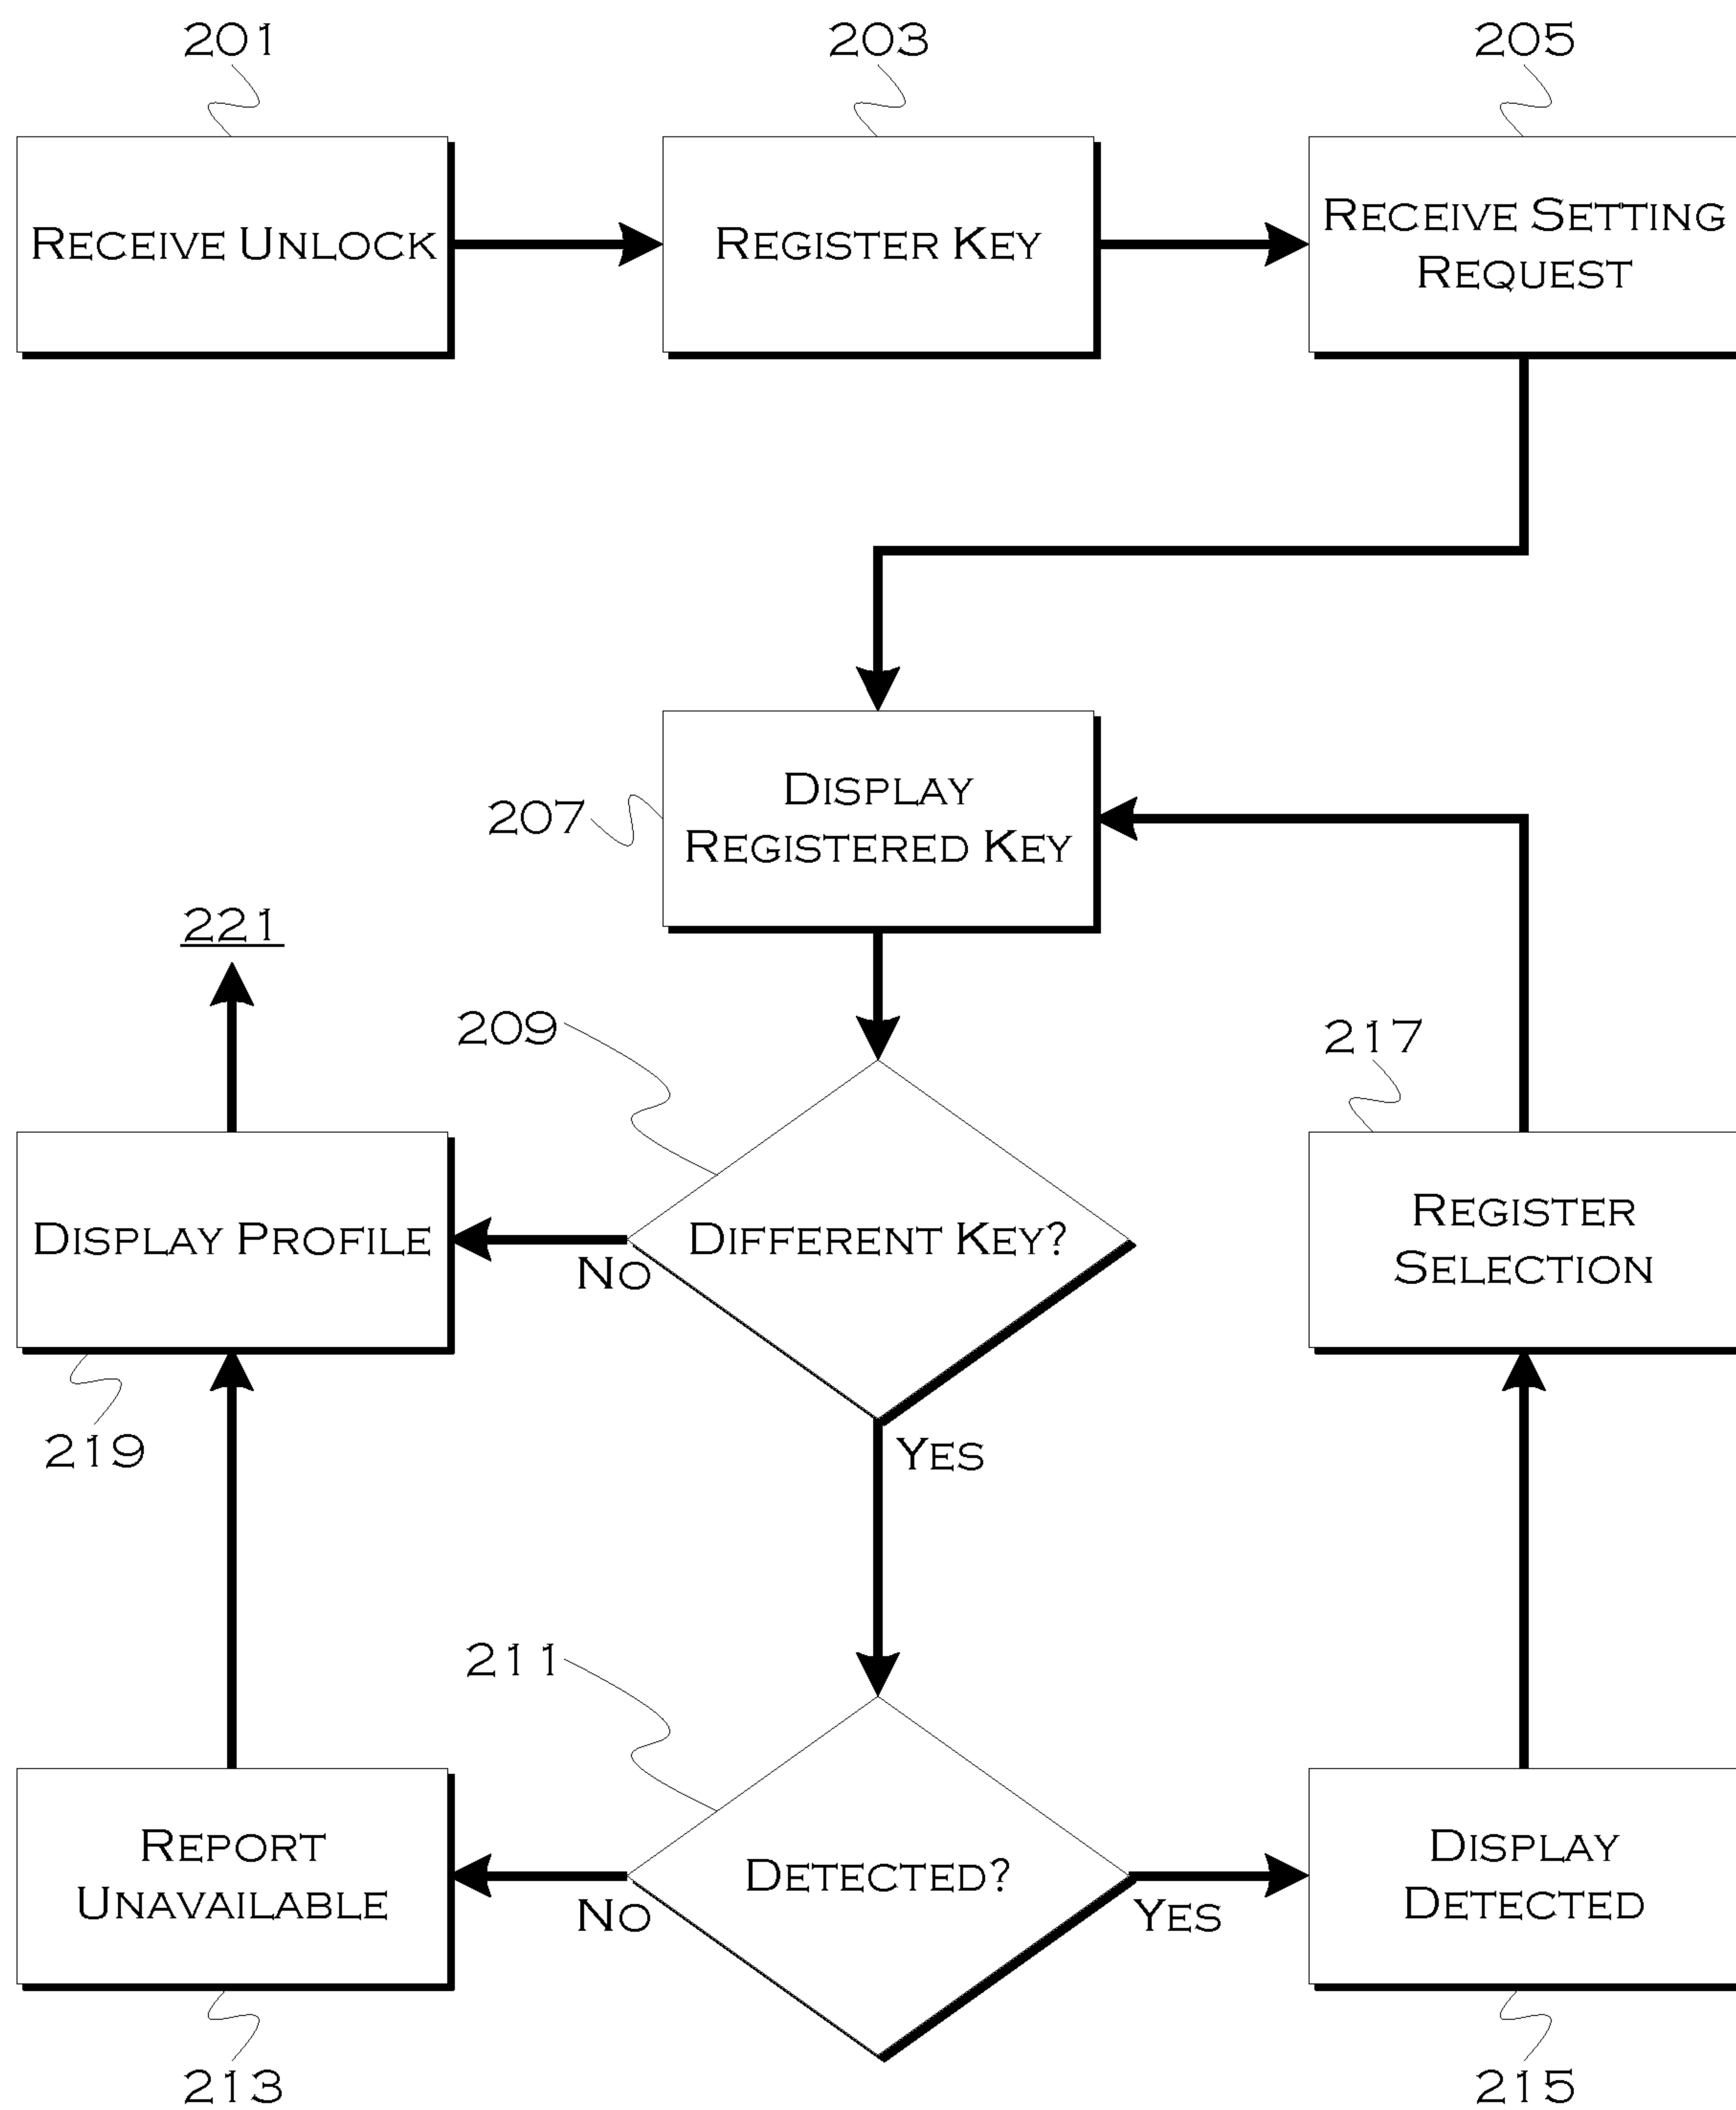 201
203
205
RECEIVE UNLOCK
REGISTER KEY
RECEIVE SETTING
REQUEST
207
DISPLAY
REGISTERED KEY
221
209
217
DISPLAY PROFILE
NO
DIFFERENT KEY?
REGISTER
SELECTION
219
YES
211
REPORT
UNAVAILABLE
NO
DETECTED?
YES
DISPLAY
DETECTED
213
215